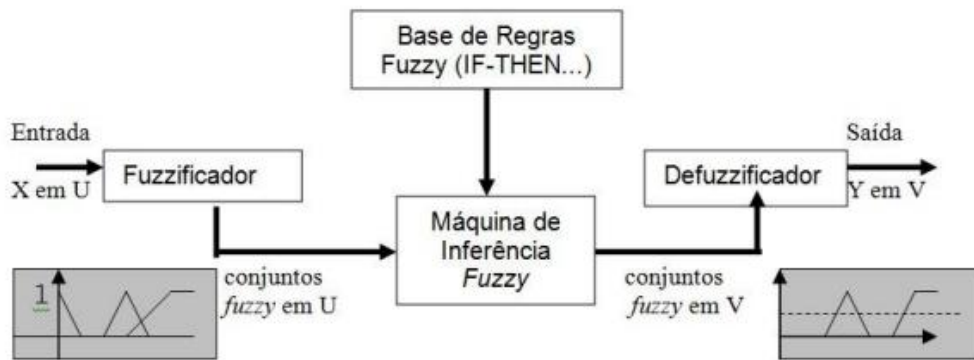 Base de Regras
Fuzzy (IF-THEN...)
Entrada
X em U
Fuzzificador
Máquina de
Inferência
Fuzzy
Defuzzificador
Saída
Y em V
conjuntos
fuzzy em U
conjuntos
fuzzy em V
1